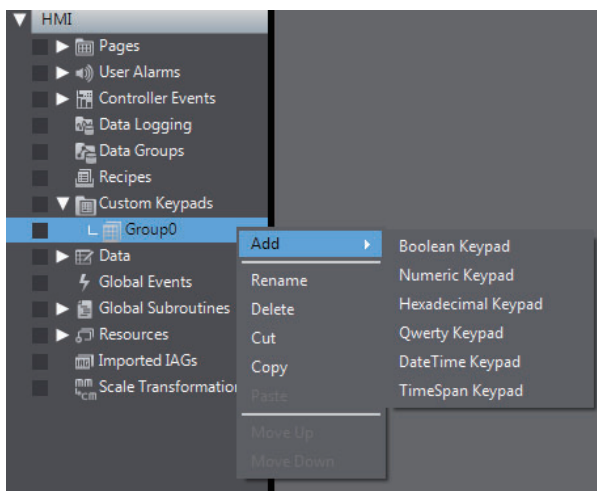 HMI
Pages
User Alarms
Controller Events
Data Logging
Data Groups
Recipes
Custom Keypads
Group0
Data
Global Events
Global Subroutines
Resources
Imported IAGs
Scale Transformation
Add
Rename
Delete
Cut
Copy
Paste
Move Up
Move Down
Boolean Keypad
Numeric Keypad
Hexadecimal Keypad
Qwerty Keypad
DateTime Keypad
TimeSpan Keypad